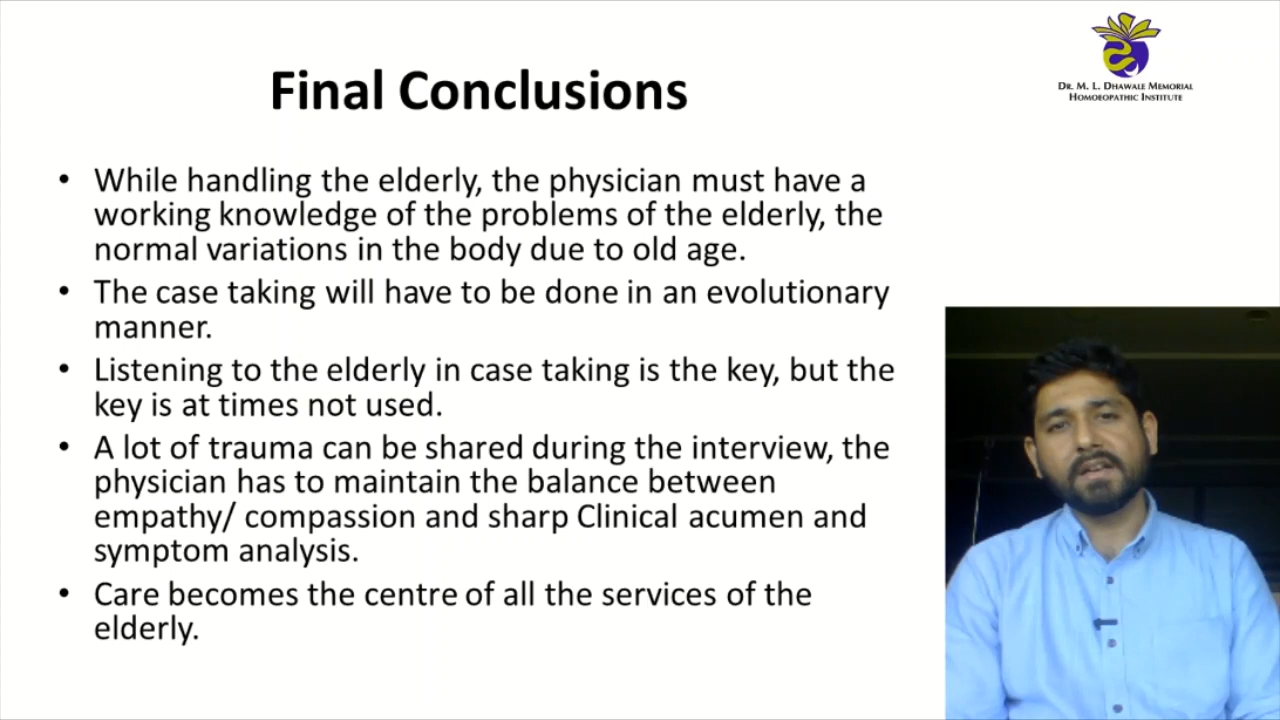 Final Conclusions
DR. M. L. DHAWALE MEMORIAL
HOMOEOPATHIC INSTITUTE
• While handling the elderly, the physician must have a
working knowledge of the problems of the elderly, the
normal variations in the body due to old age.
• The case taking will have to be done in an evolutionary
manner.
• Listening to the elderly in case taking is the key, but the
key is at times not used.
• A lot of trauma can be shared during the interview, the
physician has to maintain the balance between
empathy/ compassion and sharp Clinical acumen and
symptom analysis.
• Care becomes the centre of all the services of the
elderly.